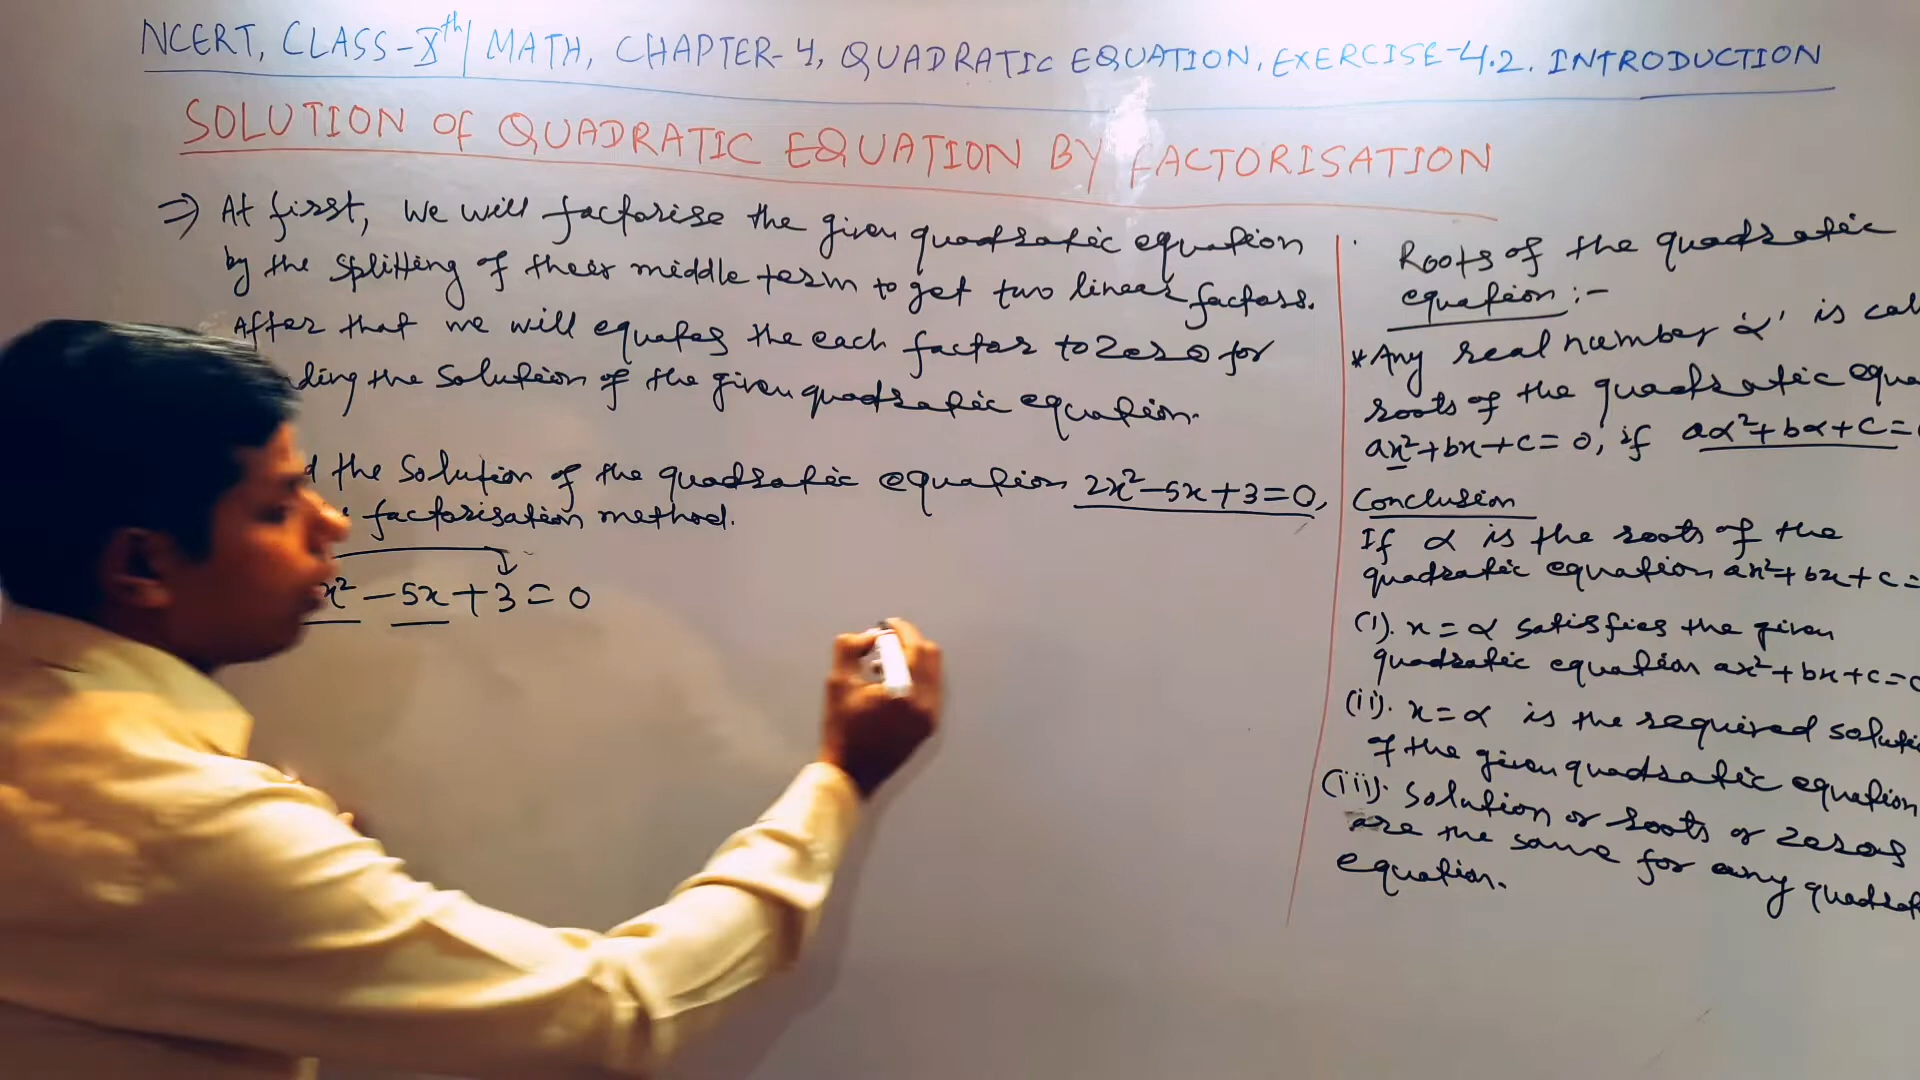 NCERT, CLASS-Xth/ MATH, CHAPTER-4, QUADRATIC EQUATION, EXERCISE-4.2. INTRODUCTION
SOLUTION OF QUADRATIC EQUATION BY FACTORISATION
⇒ At first, we will factorise the given quadratic equation
by the splitting of their middle term to get two linear factors.
After that we will equates the each factor to zero for
the solution of the given quadratic equation.
the solution of the quadratic equation 2x²-5x+3=0,
factorisation method.
x² - 5x + 3 = 0
Roots of the quadratic
equation:-
*Any real number 'α' is
roots of the quadratic
ax²+bx+c=0, if aα²+bα+c=
Conclusion
If α is the roots of the
quadratic equation ax²+bx+c=
(i). x=α satisfies the given
quadratic equation ax²+bx+c=
(ii). x=α is the required
of the given quadratic equation
(iii). Solution or roots or zeros
are the same for any
equation.